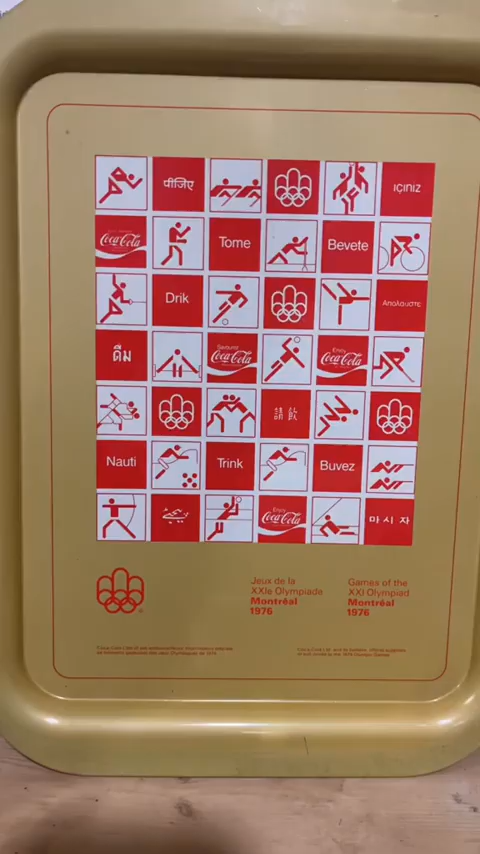 पीजिए
İÇİNİZ
Coca-Cola
Tome
Bevete
Drik
Απολαύστε
ดื่ม
Savourez
Coca-Cola
Enjoy
Coca-Cola
請飲
Nauti
Trink
Buvez
Enjoy
Coca-Cola
마시자
Jeux de la
XXIe Olympiade
Montréal
1976
Games of the
XXI Olympiad
Montréal
1976